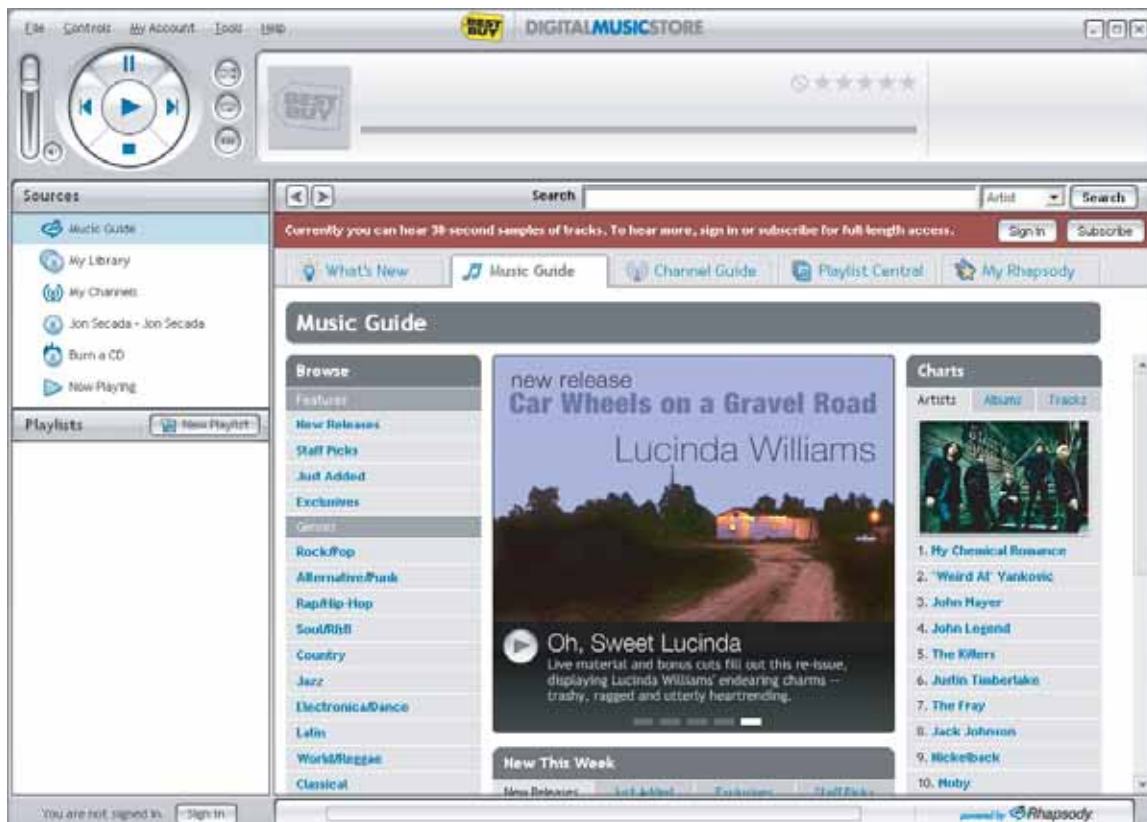 File Controls My Account Tools Help
BEST BUY DIGITALMUSICSTORE
BEST BUY
Sources
Music Guide
My Library
My Channels
Jon Secada - Jon Secada
Burn a CD
Now Playing
Playlists New Playlist
Search Artist Search
Currently you can hear 30 second samples of tracks. To hear more, sign in or subscribe for full-length access. Sign In Subscribe
What's New Music Guide Channel Guide Playlist Central My Rhapsody
Music Guide
Browse
Features
New Releases
Staff Picks
Just Added
Exclusives
Genres
Rock/Pop
Alternative/Punk
Rap/Hip-Hop
Soul/R&B
Country
Jazz
Electronica/Dance
Latin
World/Reggae
Classical
new release
Car Wheels on a Gravel Road
Lucinda Williams
Oh, Sweet Lucinda
Live material and bonus cuts fill out this re-issue,
displaying Lucinda Williams' endearing charms --
trashy, ragged and utterly heartrending.
New This Week
New Releases Just Added Exclusives Staff Picks
Charts
Artists Albums Tracks
1. My Chemical Romance
2. "Weird Al" Yankovic
3. John Mayer
4. John Legend
5. The Killers
6. Justin Timberlake
7. The Fray
8. Jack Johnson
9. Nickelback
10. Moby
You are not signed in. Sign In
powered by Rhapsody